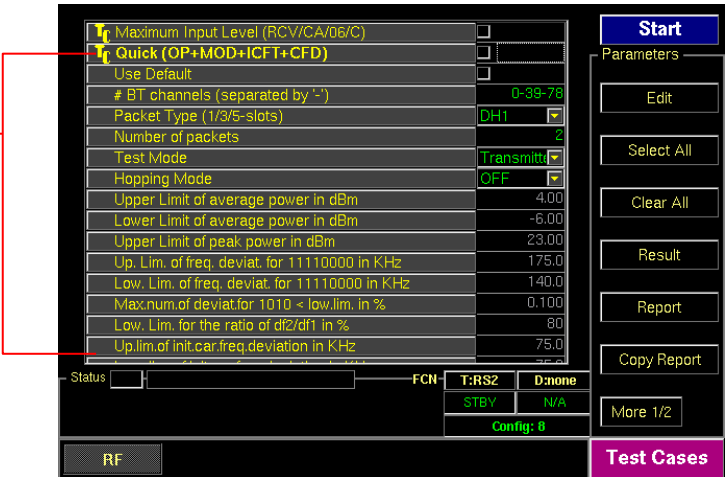 Maximum Input Level (RCV/CA/06/C)
Quick (OP+MOD+ICFT+CFD)
Use Default
# BT channels (separated by '-') 0-39-78
Packet Type (1/3/5-slots) DH1
Number of packets 2
Test Mode Transmitte
Hopping Mode OFF
Upper Limit of average power in dBm 4.00
Lower Limit of average power in dBm -6.00
Upper Limit of peak power in dBm 23.00
Up. Lim. of freq. deviat. for 11110000 in KHz 175.0
Low. Lim. of freq. deviat. for 11110000 in KHz 140.0
Max.num.of deviat.for 1010 < low.lim. in % 0.100
Low. Lim. for the ratio of df2/df1 in % 80
Up.lim.of init.car.freq.deviation in KHz 75.0
Start
Parameters
Edit
Select All
Clear All
Result
Report
Copy Report
More 1/2
Status
FCN
T:RS2 D:none
STBY N/A
Config: 8
RF
Test Cases